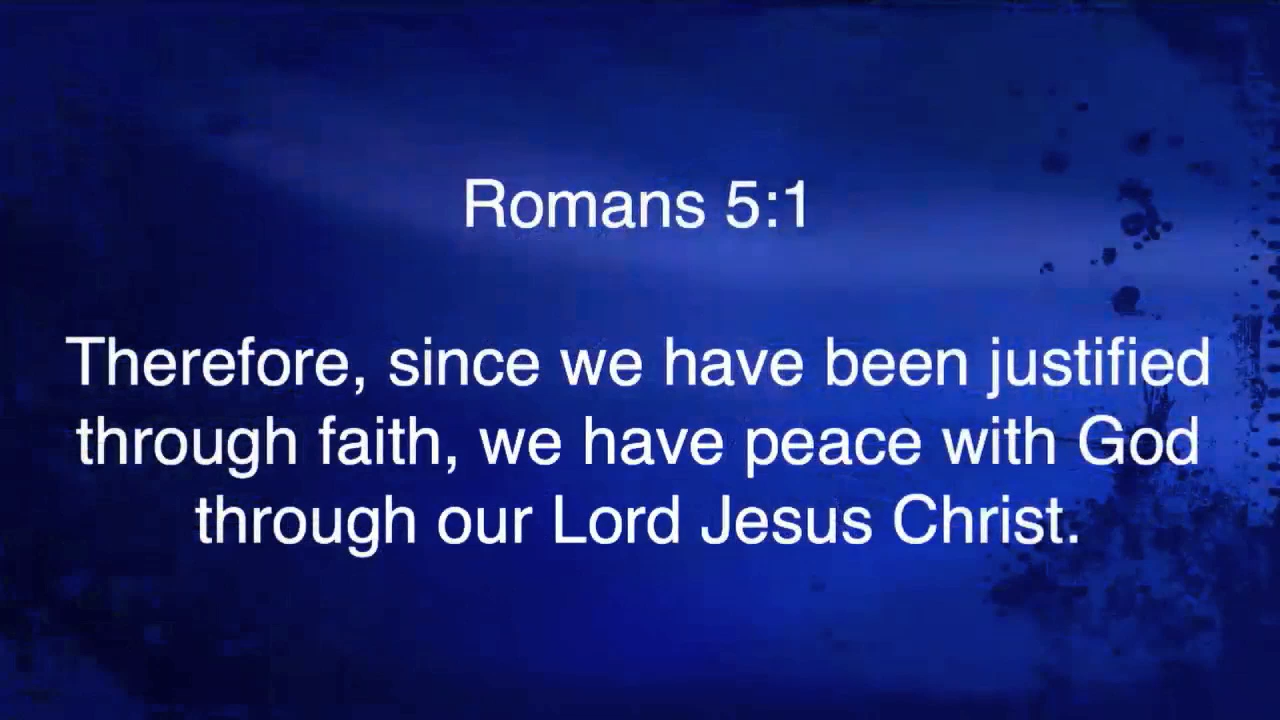 Romans 5:1
Therefore, since we have been justified
through faith, we have peace with God
through our Lord Jesus Christ.